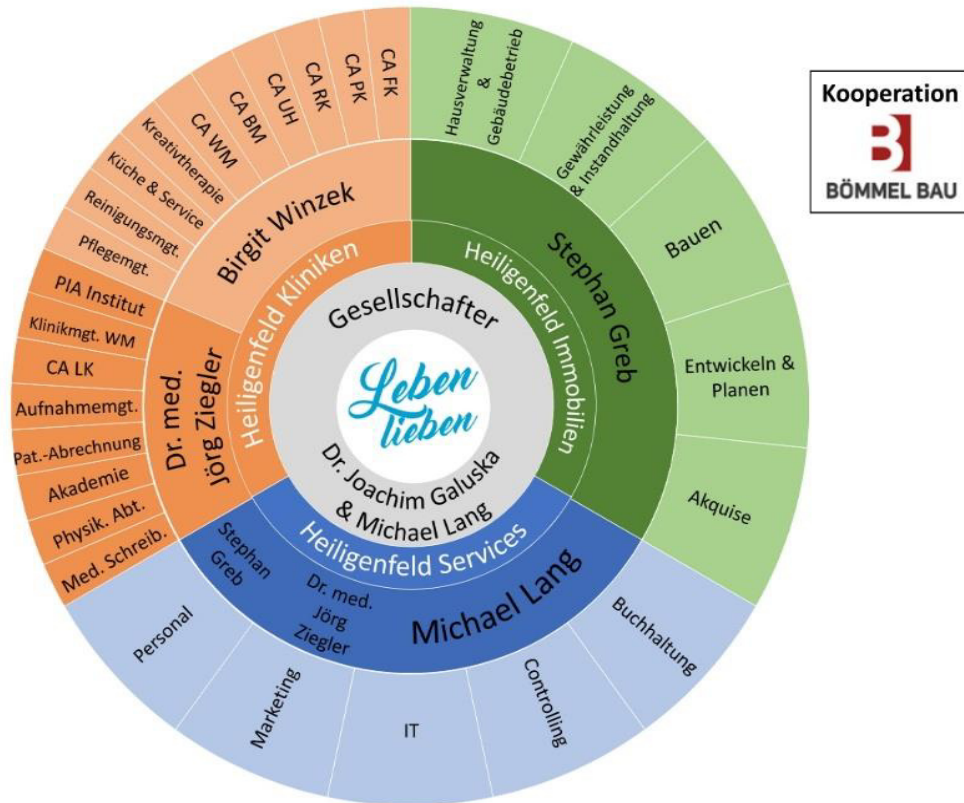 Leben
lieben
Gesellschafter
Dr. Joachim Galuska
& Michael Lang
Heiligenfeld Kliniken
Heiligenfeld Immobilien
Heiligenfeld Services
Birgit Winzek
Dr. med.
Jörg Ziegler
Stephan Greb
Michael Lang
Dr. med.
Jörg
Ziegler
Stephan
Greb
Hausverwaltung
&
Gebäudebetrieb
Gewährleistung
& Instandhaltung
Bauen
Entwickeln &
Planen
Akquise
Buchhaltung
Controlling
IT
Marketing
Personal
Med. Schreib.
Physik. Abt.
Akademie
Pat.-Abrechnung
Aufnahmemgt.
CA LK
Klinikmgt. WM
PIA Institut
Pflegemgt.
Reinigungsmgt.
Küche & Service
Kreativtherapie
CA WM
CA BM
CA UH
CA RK
CA PK
CA FK
Kooperation
B
BÖMMEL BAU